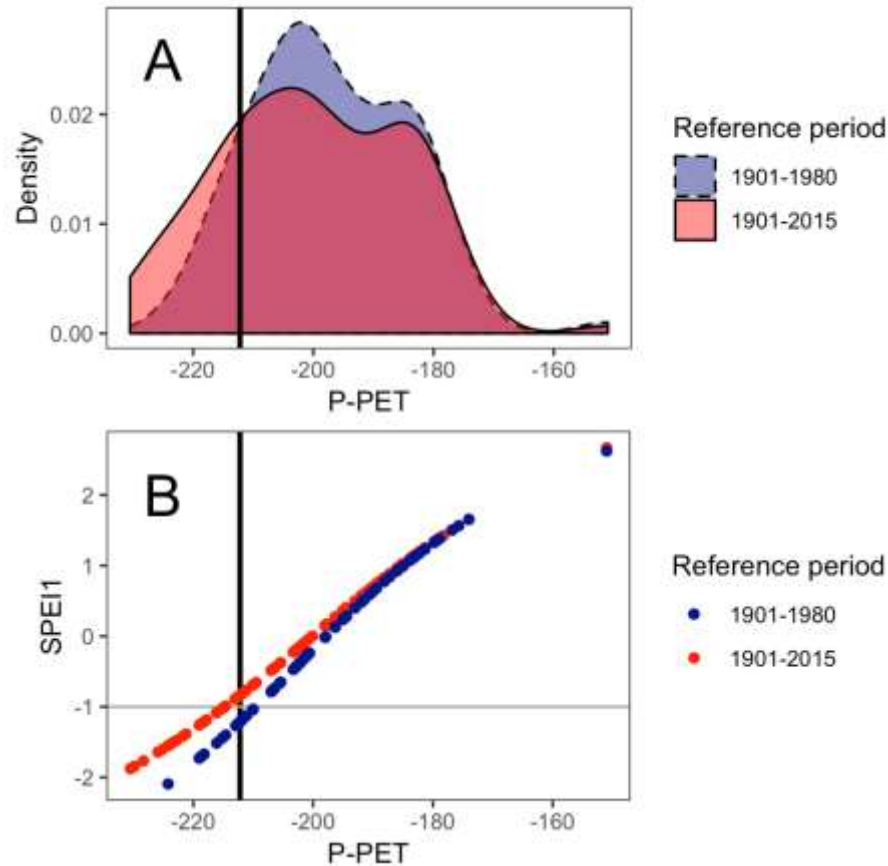 A
Density
0.02
0.01
0.00
-220 -200 -180 -160
P-PET
Reference period
1901-1980
1901-2015
B
SPEI1
2
1
0
-1
-2
-220 -200 -180 -160
P-PET
Reference period
1901-1980
1901-2015